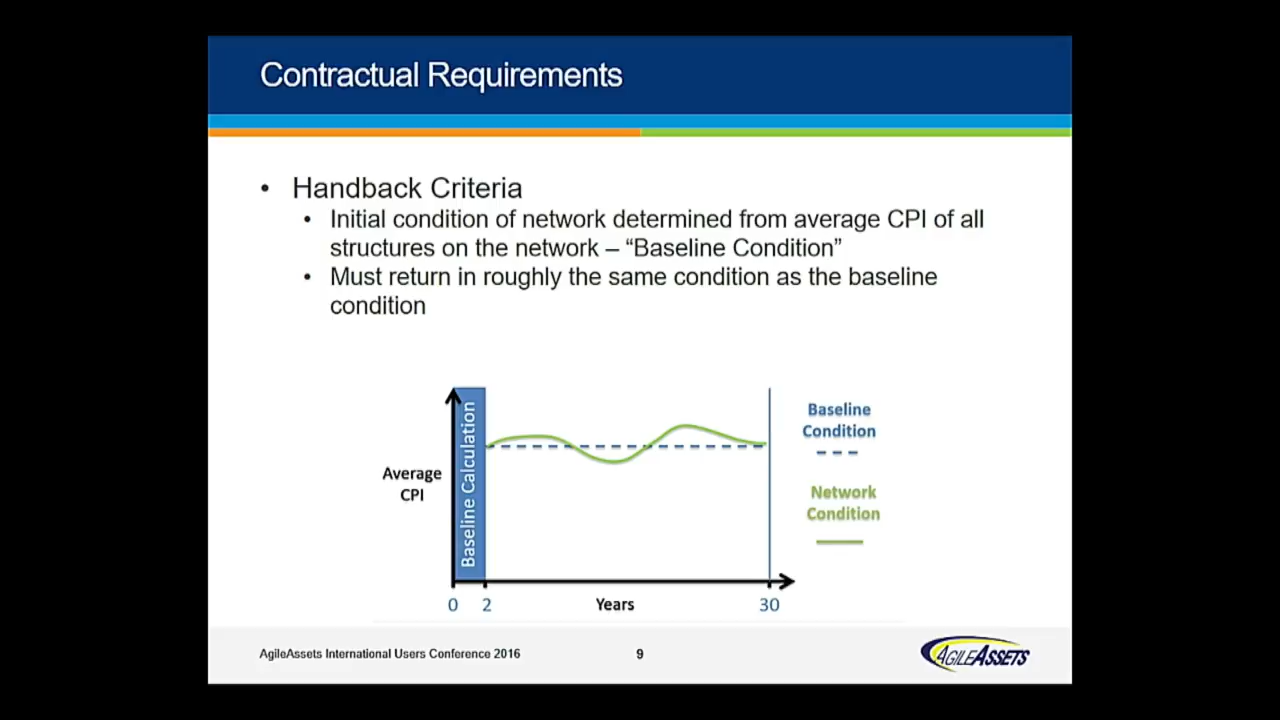 Contractual Requirements
• Handback Criteria
• Initial condition of network determined from average CPI of all
structures on the network – “Baseline Condition”
• Must return in roughly the same condition as the baseline
condition
Baseline Calculation
Average
CPI
Baseline
Condition
Network
Condition
0 2 Years 30
AgileAssets International Users Conference 2016 9
AGILEASSETS